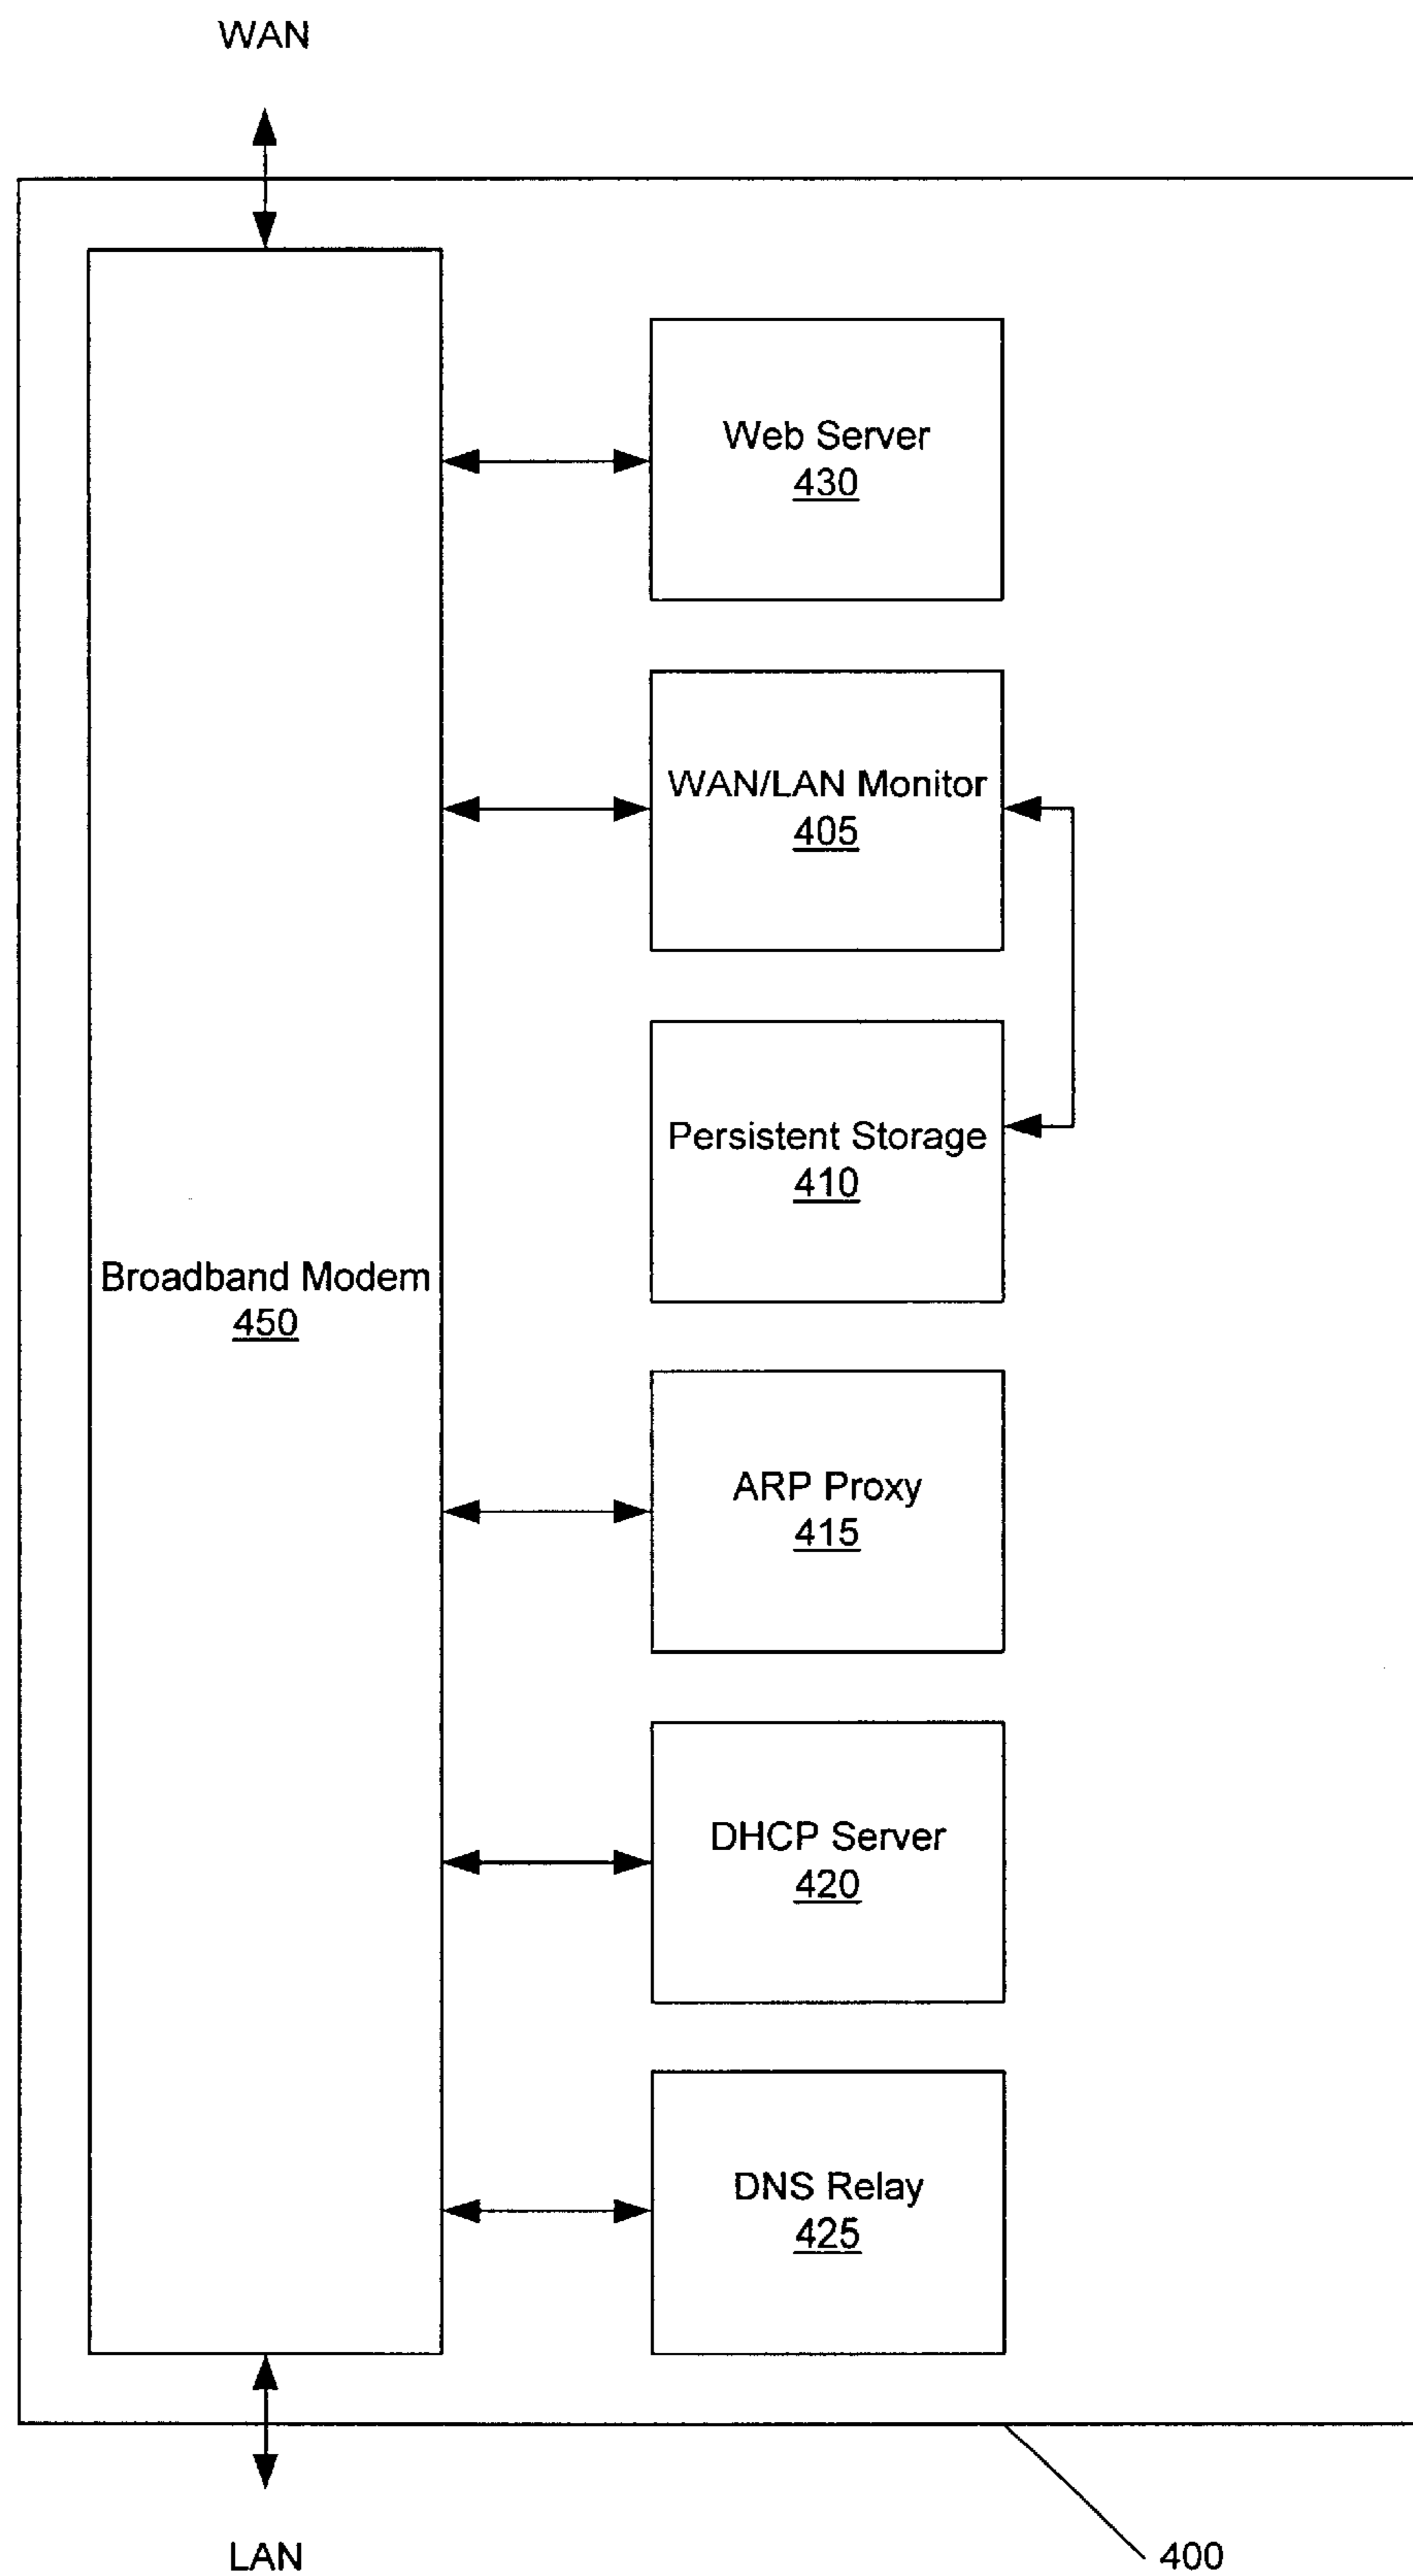 WAN
Web Server
430
WAN/LAN Monitor
405
Persistent Storage
410
Broadband Modem
450
ARP Proxy
415
DHCP Server
420
DNS Relay
425
LAN
400